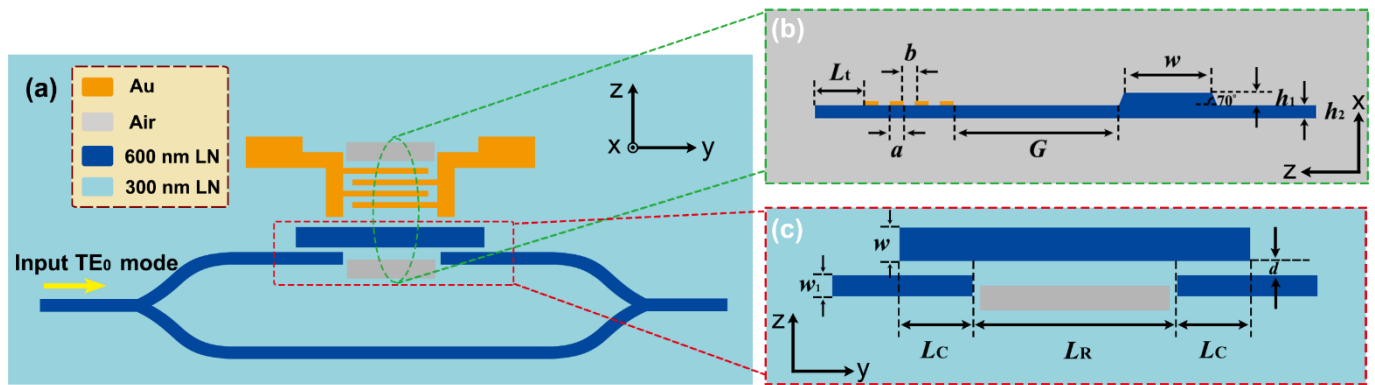 (a)
Au
Air
600 nm LN
300 nm LN
z
x
y
Input TE₀ mode
(b)
b
Lt
w
70°
h₁
h₂
x
a
G
z
(c)
w
d
w₁
z
LC
LR
LC
y